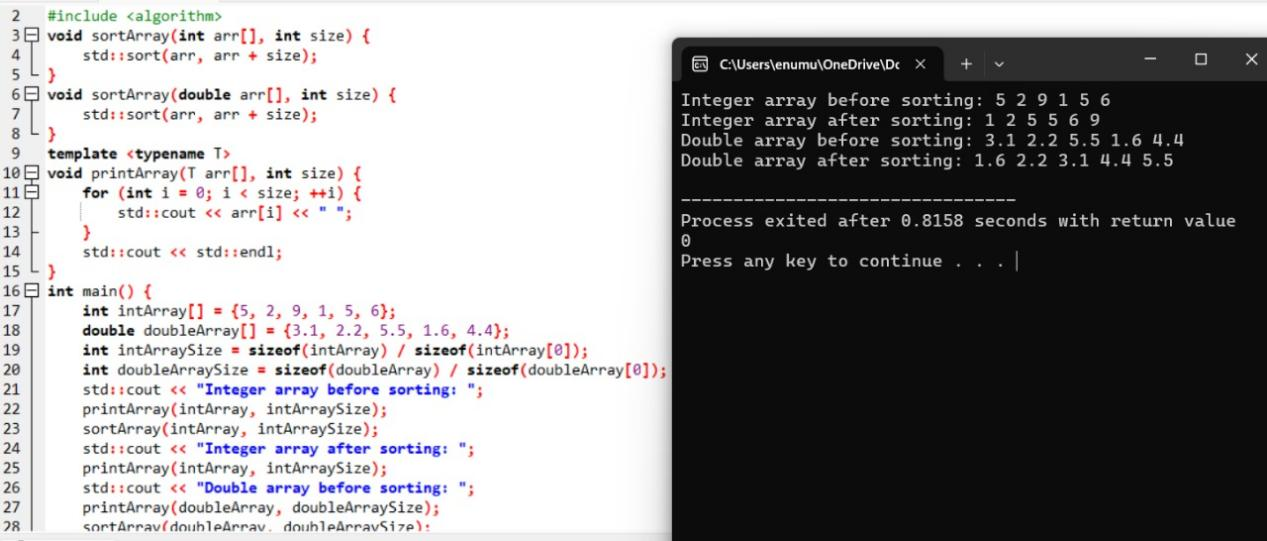 2 #include <algorithm>
3 void sortArray(int arr[], int size) {
4 std::sort(arr, arr + size);
5 }
6 void sortArray(double arr[], int size) {
7 std::sort(arr, arr + size);
8 }
9 template <typename T>
10 void printArray(T arr[], int size) {
11 for (int i = 0; i < size; ++i) {
12 std::cout << arr[i] << " ";
13 }
14 std::cout << std::endl;
15 }
16 int main() {
17 int intArray[] = {5, 2, 9, 1, 5, 6};
18 double doubleArray[] = {3.1, 2.2, 5.5, 1.6, 4.4};
19 int intArraySize = sizeof(intArray) / sizeof(intArray[0]);
20 int doubleArraySize = sizeof(doubleArray) / sizeof(doubleArray[0]);
21 std::cout << "Integer array before sorting: ";
22 printArray(intArray, intArraySize);
23 sortArray(intArray, intArraySize);
24 std::cout << "Integer array after sorting: ";
25 printArray(intArray, intArraySize);
26 std::cout << "Double array before sorting: ";
27 printArray(doubleArray, doubleArraySize);
28 sortArray(doubleArray, doubleArraySize);
C:\Users\enumu\OneDrive\Dc
Integer array before sorting: 5 2 9 1 5 6
Integer array after sorting: 1 2 5 5 6 9
Double array before sorting: 3.1 2.2 5.5 1.6 4.4
Double array after sorting: 1.6 2.2 3.1 4.4 5.5
--------------------------------
Process exited after 0.8158 seconds with return value
0
Press any key to continue . . .